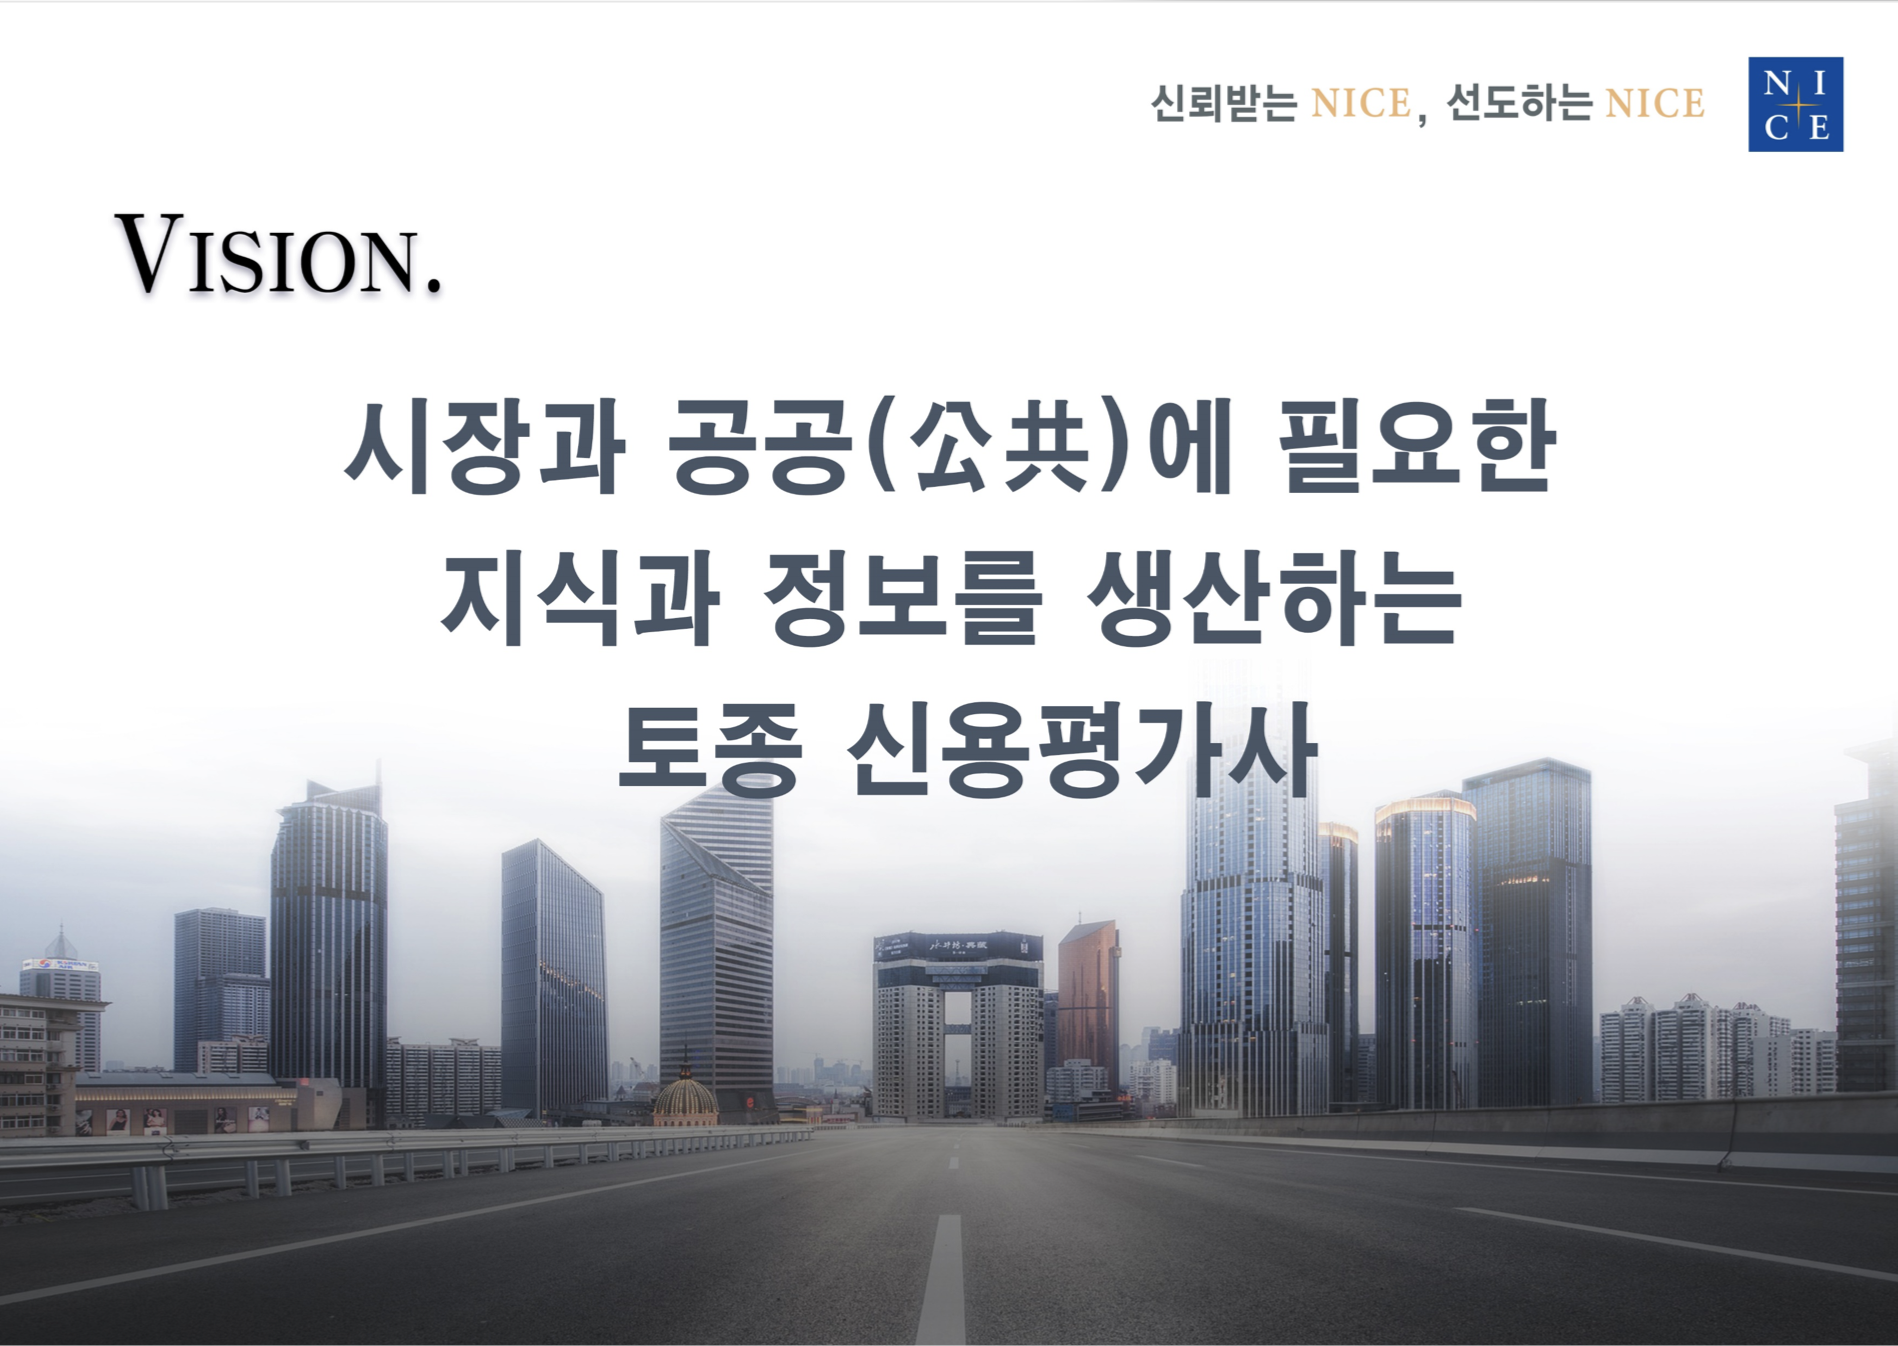 신뢰받는 NICE, 선도하는 NICE
N I
C E
VISION.
시장과 공공(公共)에 필요한
지식과 정보를 생산하는
토종 신용평가사